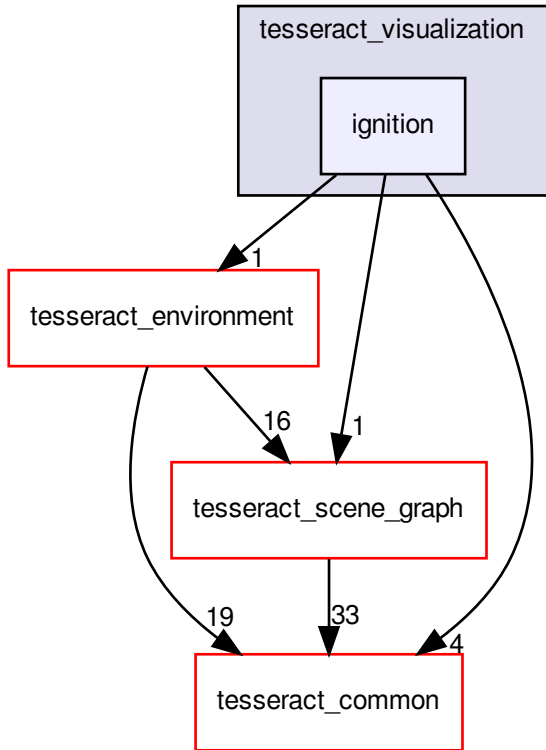 tesseract_visualization
ignition
1
tesseract_environment
16
1
tesseract_scene_graph
19
33
4
tesseract_common